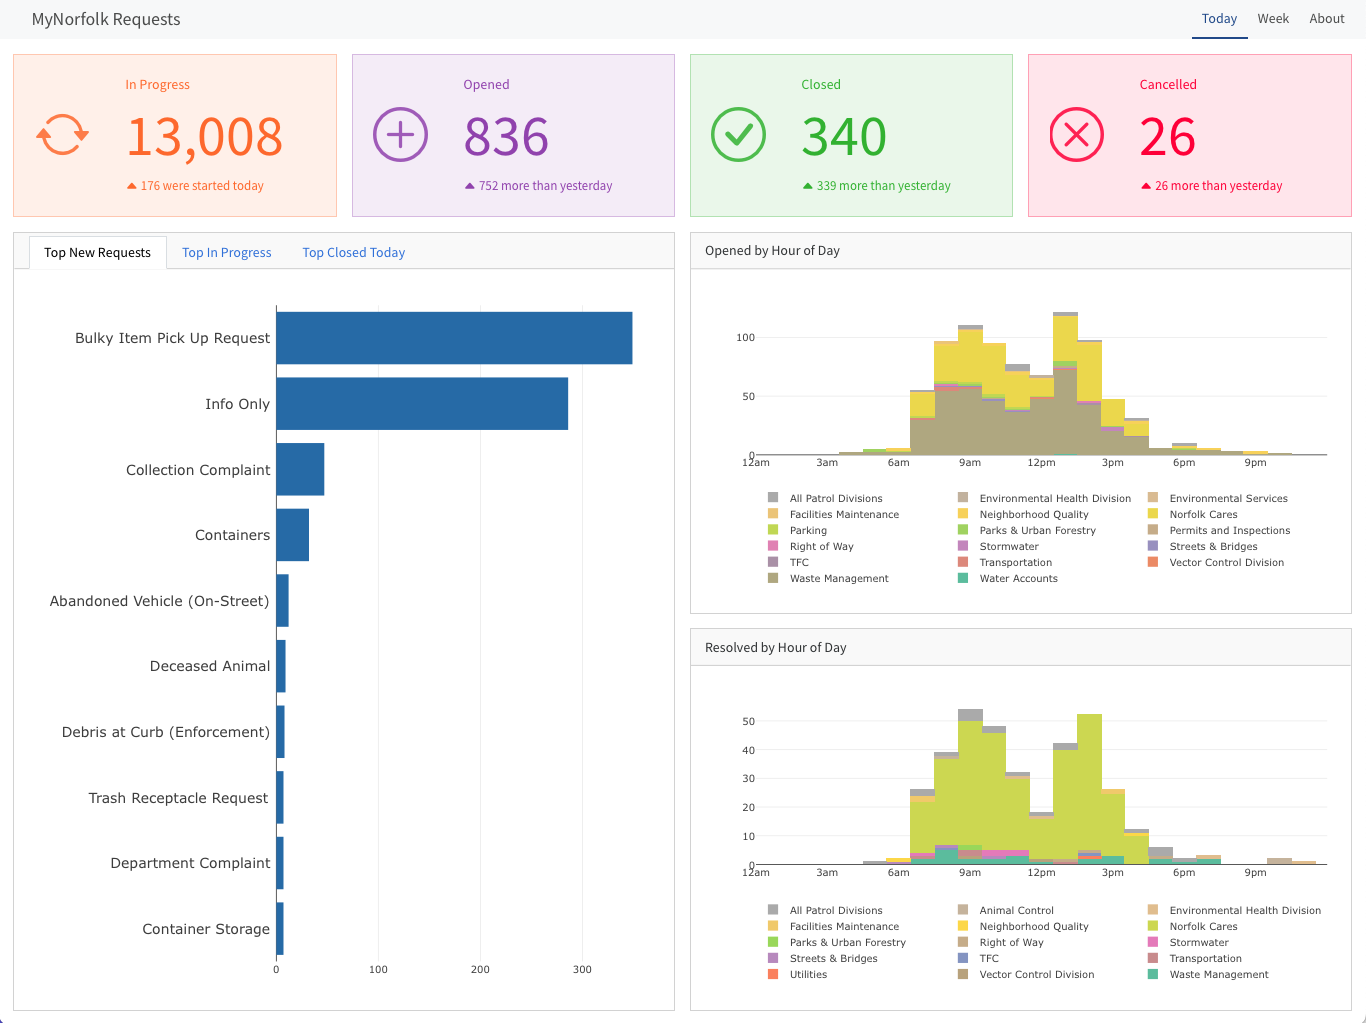 MyNorfolk Requests
Today Week About
In Progress
13,008
176 were started today
Opened
836
752 more than yesterday
Closed
340
339 more than yesterday
Cancelled
26
26 more than yesterday
Top New Requests Top In Progress Top Closed Today
Bulky Item Pick Up Request
Info Only
Collection Complaint
Containers
Abandoned Vehicle (On-Street)
Deceased Animal
Debris at Curb (Enforcement)
Trash Receptacle Request
Department Complaint
Container Storage
0 100 200 300
Opened by Hour of Day
100
50
0
12am 3am 6am 9am 12pm 3pm 6pm 9pm
All Patrol Divisions Environmental Health Division Environmental Services
Facilities Maintenance Neighborhood Quality Norfolk Cares
Parking Parks & Urban Forestry Permits and Inspections
Right of Way Stormwater Streets & Bridges
TFC Transportation Vector Control Division
Waste Management Water Accounts
Resolved by Hour of Day
50
40
30
20
10
0
12am 3am 6am 9am 12pm 3pm 6pm 9pm
All Patrol Divisions Animal Control Environmental Health Division
Facilities Maintenance Neighborhood Quality Norfolk Cares
Parks & Urban Forestry Right of Way Stormwater
Streets & Bridges TFC Transportation
Utilities Vector Control Division Waste Management